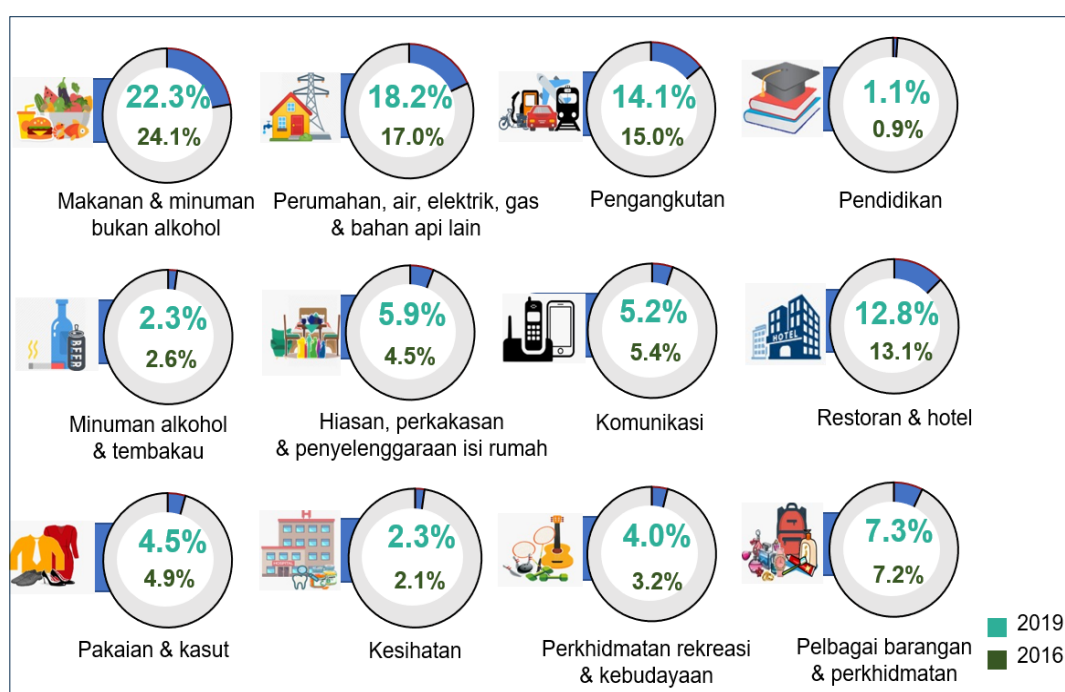 22.3%
24.1%
Makanan & minuman
bukan alkohol
18.2%
17.0%
Perumahan, air, elektrik, gas
& bahan api lain
14.1%
15.0%
Pengangkutan
1.1%
0.9%
Pendidikan
BEER
2.3%
2.6%
Minuman alkohol
& tembakau
5.9%
4.5%
Hiasan, perkakasan
& penyelenggaraan isi rumah
5.2%
5.4%
Komunikasi
HOTEL
12.8%
13.1%
Restoran & hotel
4.5%
4.9%
Pakaian & kasut
2.3%
2.1%
Kesihatan
4.0%
3.2%
Perkhidmatan rekreasi
& kebudayaan
7.3%
7.2%
Pelbagai barangan
& perkhidmatan
2019
2016